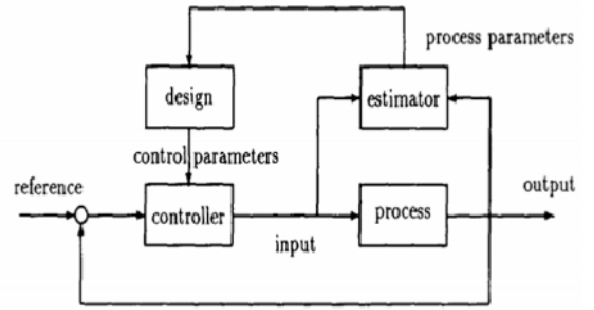 process parameters
design
estimator
control parameters
reference
output
controller
process
input